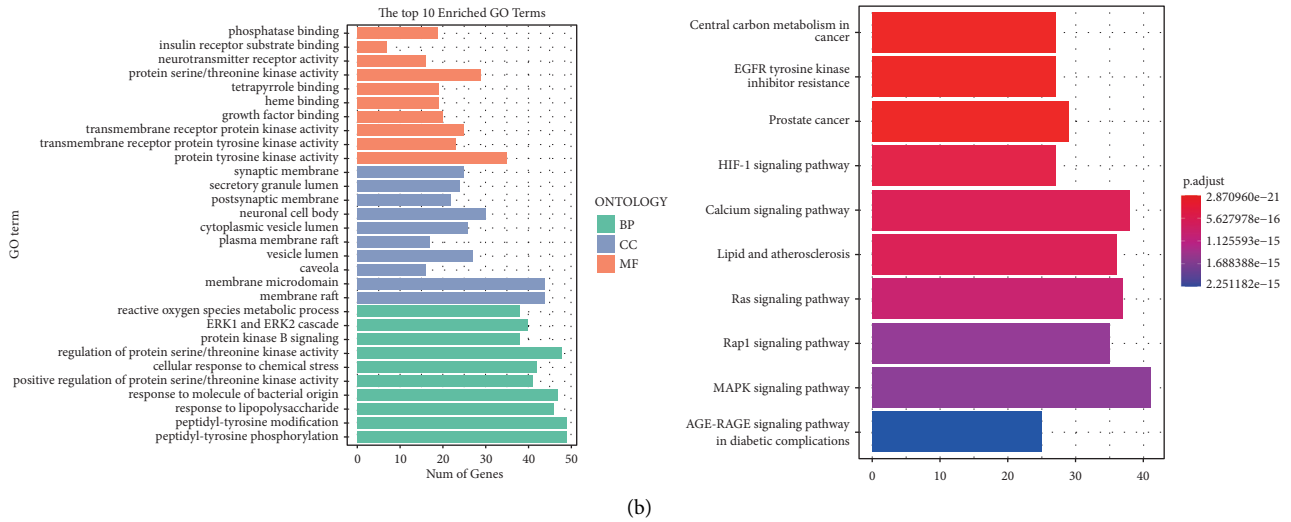 The top 10 Enriched GO Terms
GO term
phosphatase binding
insulin receptor substrate binding
neurotransmitter receptor activity
protein serine/threonine kinase activity
tetrapyrrole binding
heme binding
growth factor binding
transmembrane receptor protein kinase activity
transmembrane receptor protein tyrosine kinase activity
protein tyrosine kinase activity
synaptic membrane
secretory granule lumen
postsynaptic membrane
neuronal cell body
cytoplasmic vesicle lumen
plasma membrane raft
vesicle lumen
caveola
membrane microdomain
membrane raft
reactive oxygen species metabolic process
ERK1 and ERK2 cascade
protein kinase B signaling
regulation of protein serine/threonine kinase activity
cellular response to chemical stress
positive regulation of protein serine/threonine kinase activity
response to molecule of bacterial origin
response to lipopolysaccharide
peptidyl-tyrosine modification
peptidyl-tyrosine phosphorylation
0 10 20 30 40 50
Num of Genes
ONTOLOGY
BP
CC
MF
Central carbon metabolism in
cancer
EGFR tyrosine kinase
inhibitor resistance
Prostate cancer
HIF-1 signaling pathway
Calcium signaling pathway
Lipid and atherosclerosis
Ras signaling pathway
Rap1 signaling pathway
MAPK signaling pathway
AGE-RAGE signaling pathway
in diabetic complications
0 10 20 30 40
p.adjust
2.870960e−21
5.627978e−16
1.125593e−15
1.688388e−15
2.251182e−15
(b)